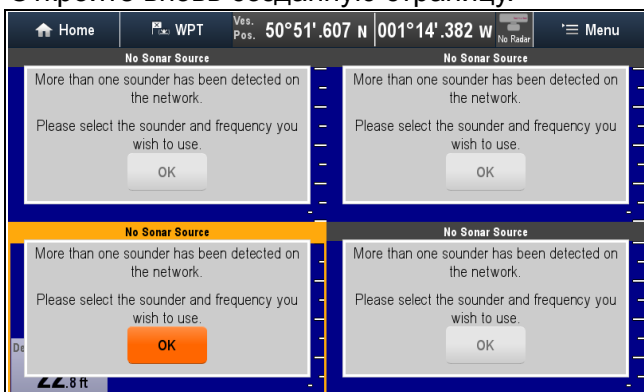 Откройте вновь созданную страницу.
Home WPT Ves. Pos. 50°51'.607 N 001°14'.382 W No Radar Menu
No Sonar Source No Sonar Source
More than one sounder has been detected on the network.
Please select the sounder and frequency you wish to use.
OK
More than one sounder has been detected on the network.
Please select the sounder and frequency you wish to use.
OK
No Sonar Source No Sonar Source
More than one sounder has been detected on the network.
Please select the sounder and frequency you wish to use.
OK
More than one sounder has been detected on the network.
Please select the sounder and frequency you wish to use.
OK
22.8 ft